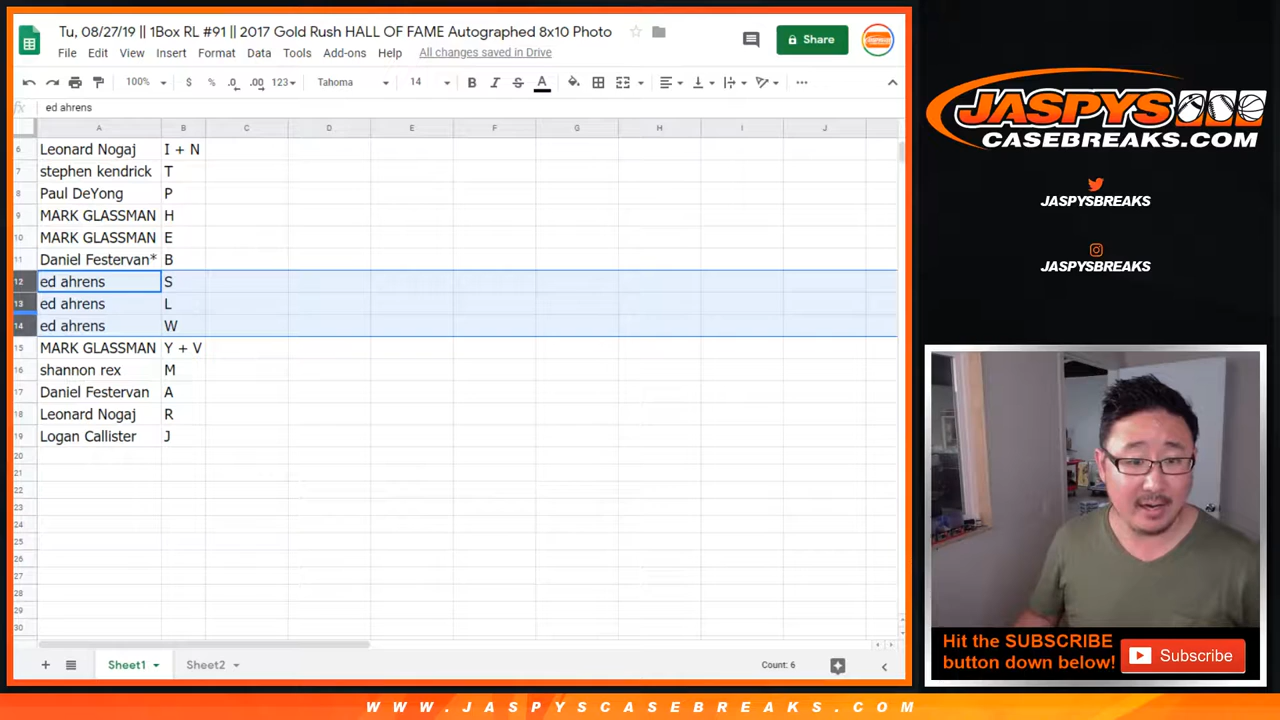 Tu, 08/27/19 || 1Box RL #91 || 2017 Gold Rush HALL OF FAME Autographed 8x10 Photo
File Edit View Insert Format Data Tools Add-ons Help All changes saved in Drive
Share
100% $ % .0 .00 123 Tahoma 14 B I S A
fx ed ahrens
A B C D E F G H I J
6 Leonard Nogaj I + N
7 stephen kendrick T
8 Paul DeYong P
9 MARK GLASSMAN H
10 MARK GLASSMAN E
11 Daniel Festervan* B
12 ed ahrens S
13 ed ahrens L
14 ed ahrens W
15 MARK GLASSMAN Y + V
16 shannon rex M
17 Daniel Festervan A
18 Leonard Nogaj R
19 Logan Callister J
20
21
22
23
24
25
26
27
28
29
30
Sheet1 Sheet2 Count: 6
JASPYS
CASEBREAKS.COM
JASPYSBREAKS
JASPYSBREAKS
Hit the SUBSCRIBE
button down below!
Subscribe
WWW.JASPYSCASEBREAKS.COM